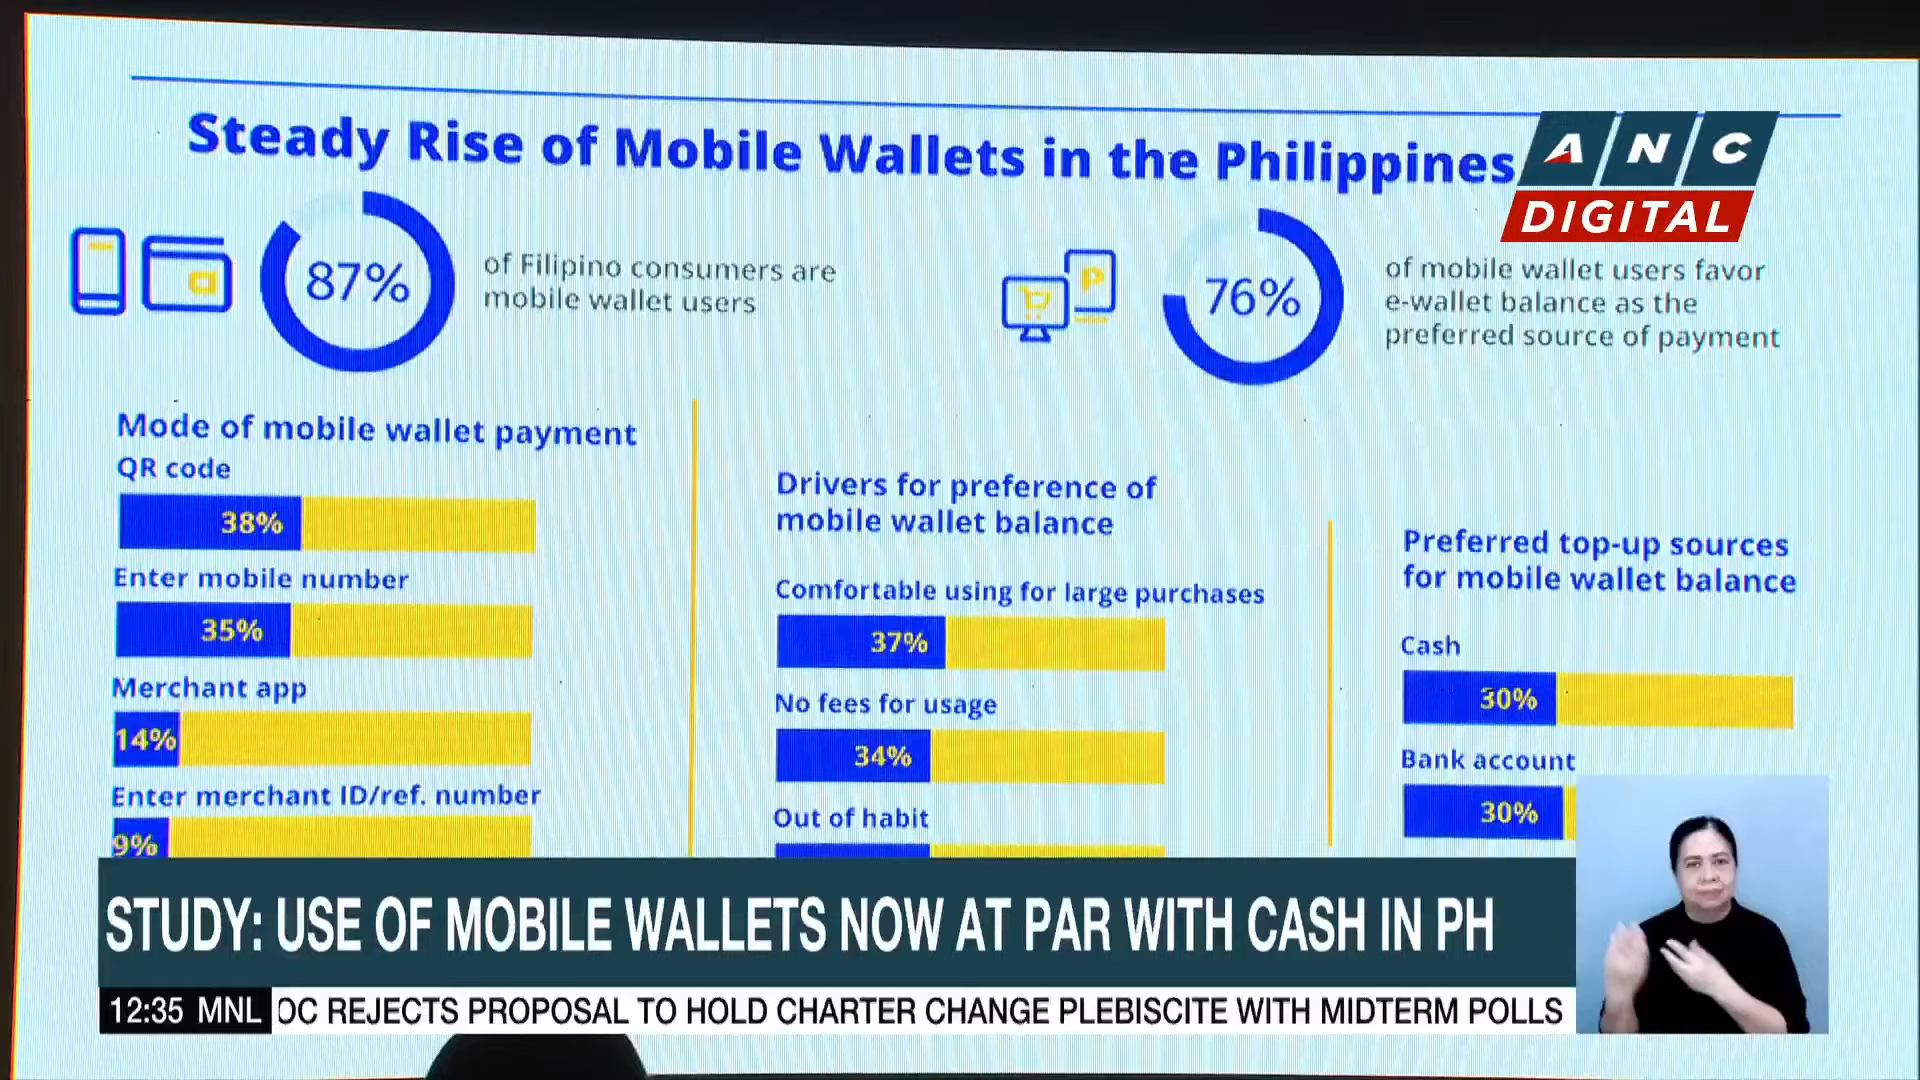 Steady Rise of Mobile Wallets in the Philippines
ANC
DIGITAL
87%
of Filipino consumers are
mobile wallet users
76%
of mobile wallet users favor
e-wallet balance as the
preferred source of payment
Mode of mobile wallet payment
QR code
38%
Enter mobile number
35%
Merchant app
14%
Enter merchant ID/ref. number
9%
Drivers for preference of
mobile wallet balance
Comfortable using for large purchases
37%
No fees for usage
34%
Out of habit
Preferred top-up sources
for mobile wallet balance
Cash
30%
Bank account
30%
STUDY: USE OF MOBILE WALLETS NOW AT PAR WITH CASH IN PH
12:35 MNL
OC REJECTS PROPOSAL TO HOLD CHARTER CHANGE PLEBISCITE WITH MIDTERM POLLS